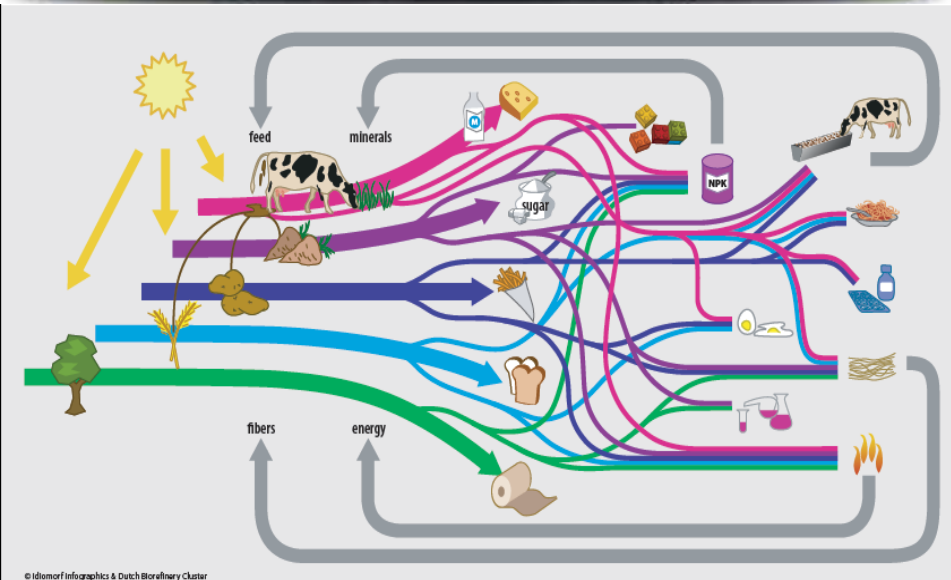 feed
minerals
M
NPK
sugar
fibers
energy
© Idiomorf Infographics & Dutch Biorefinery Cluster